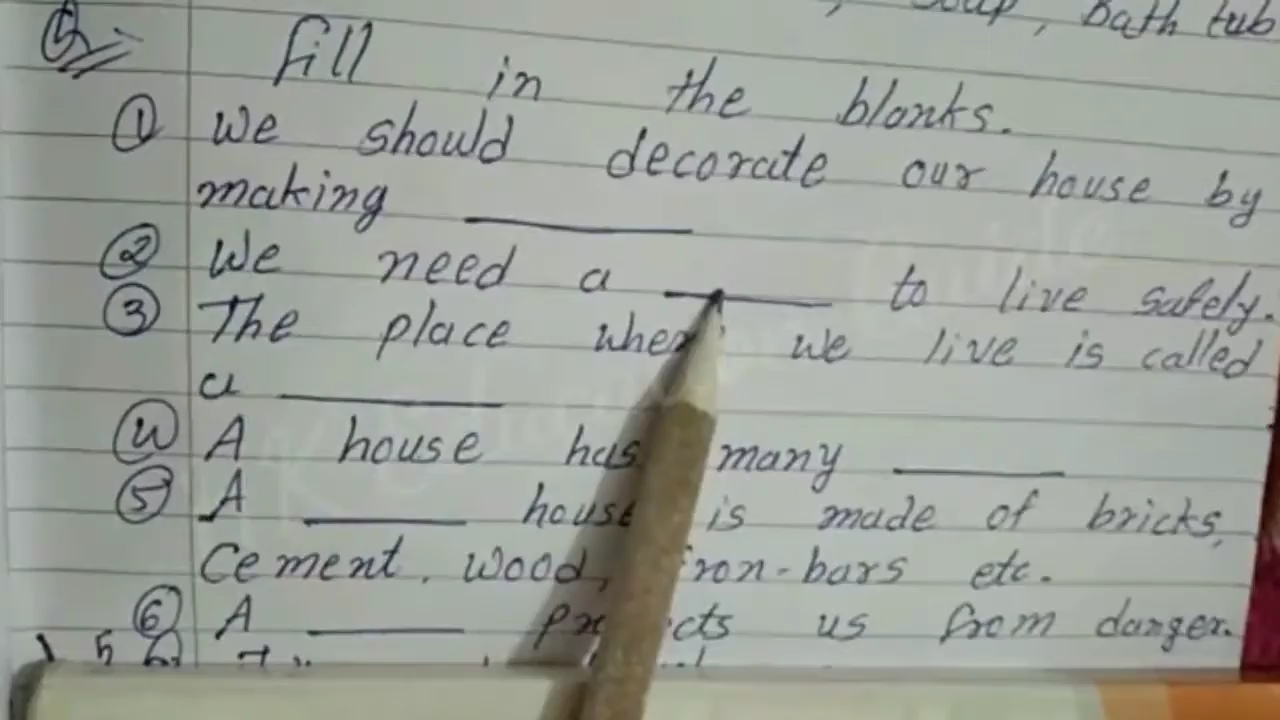 soap, Bath tub
Q:- fill in the blanks.
① We should decorate our house by
making ______
② We need a ______ to live safely.
③ The place where we live is called
a ______
④ A house has many ______
⑤ A ______ house is made of bricks,
Cement, wood, iron-bars etc.
⑥ A ______ protects us from danger.